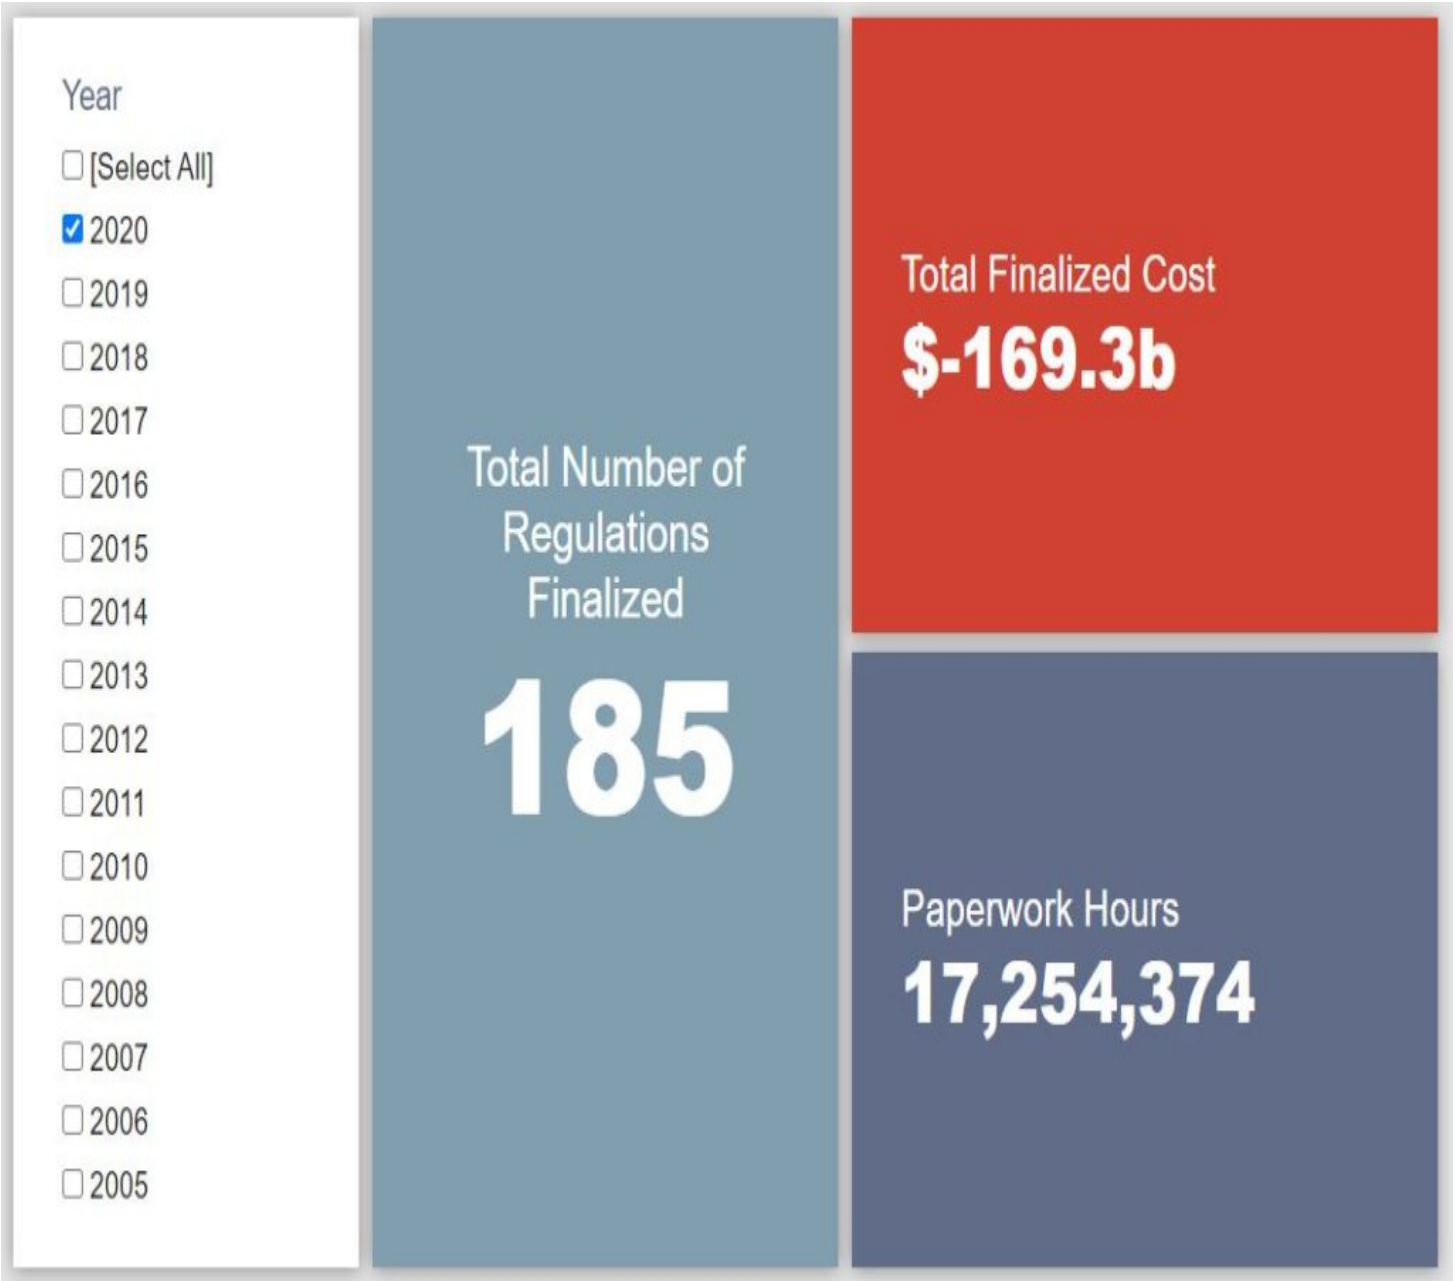 Year
[Select All]
2020
2019
2018
2017
2016
2015
2014
2013
2012
2011
2010
2009
2008
2007
2006
2005
Total Number of
Regulations
Finalized
185
Total Finalized Cost
$-169.3b
Paperwork Hours
17,254,374